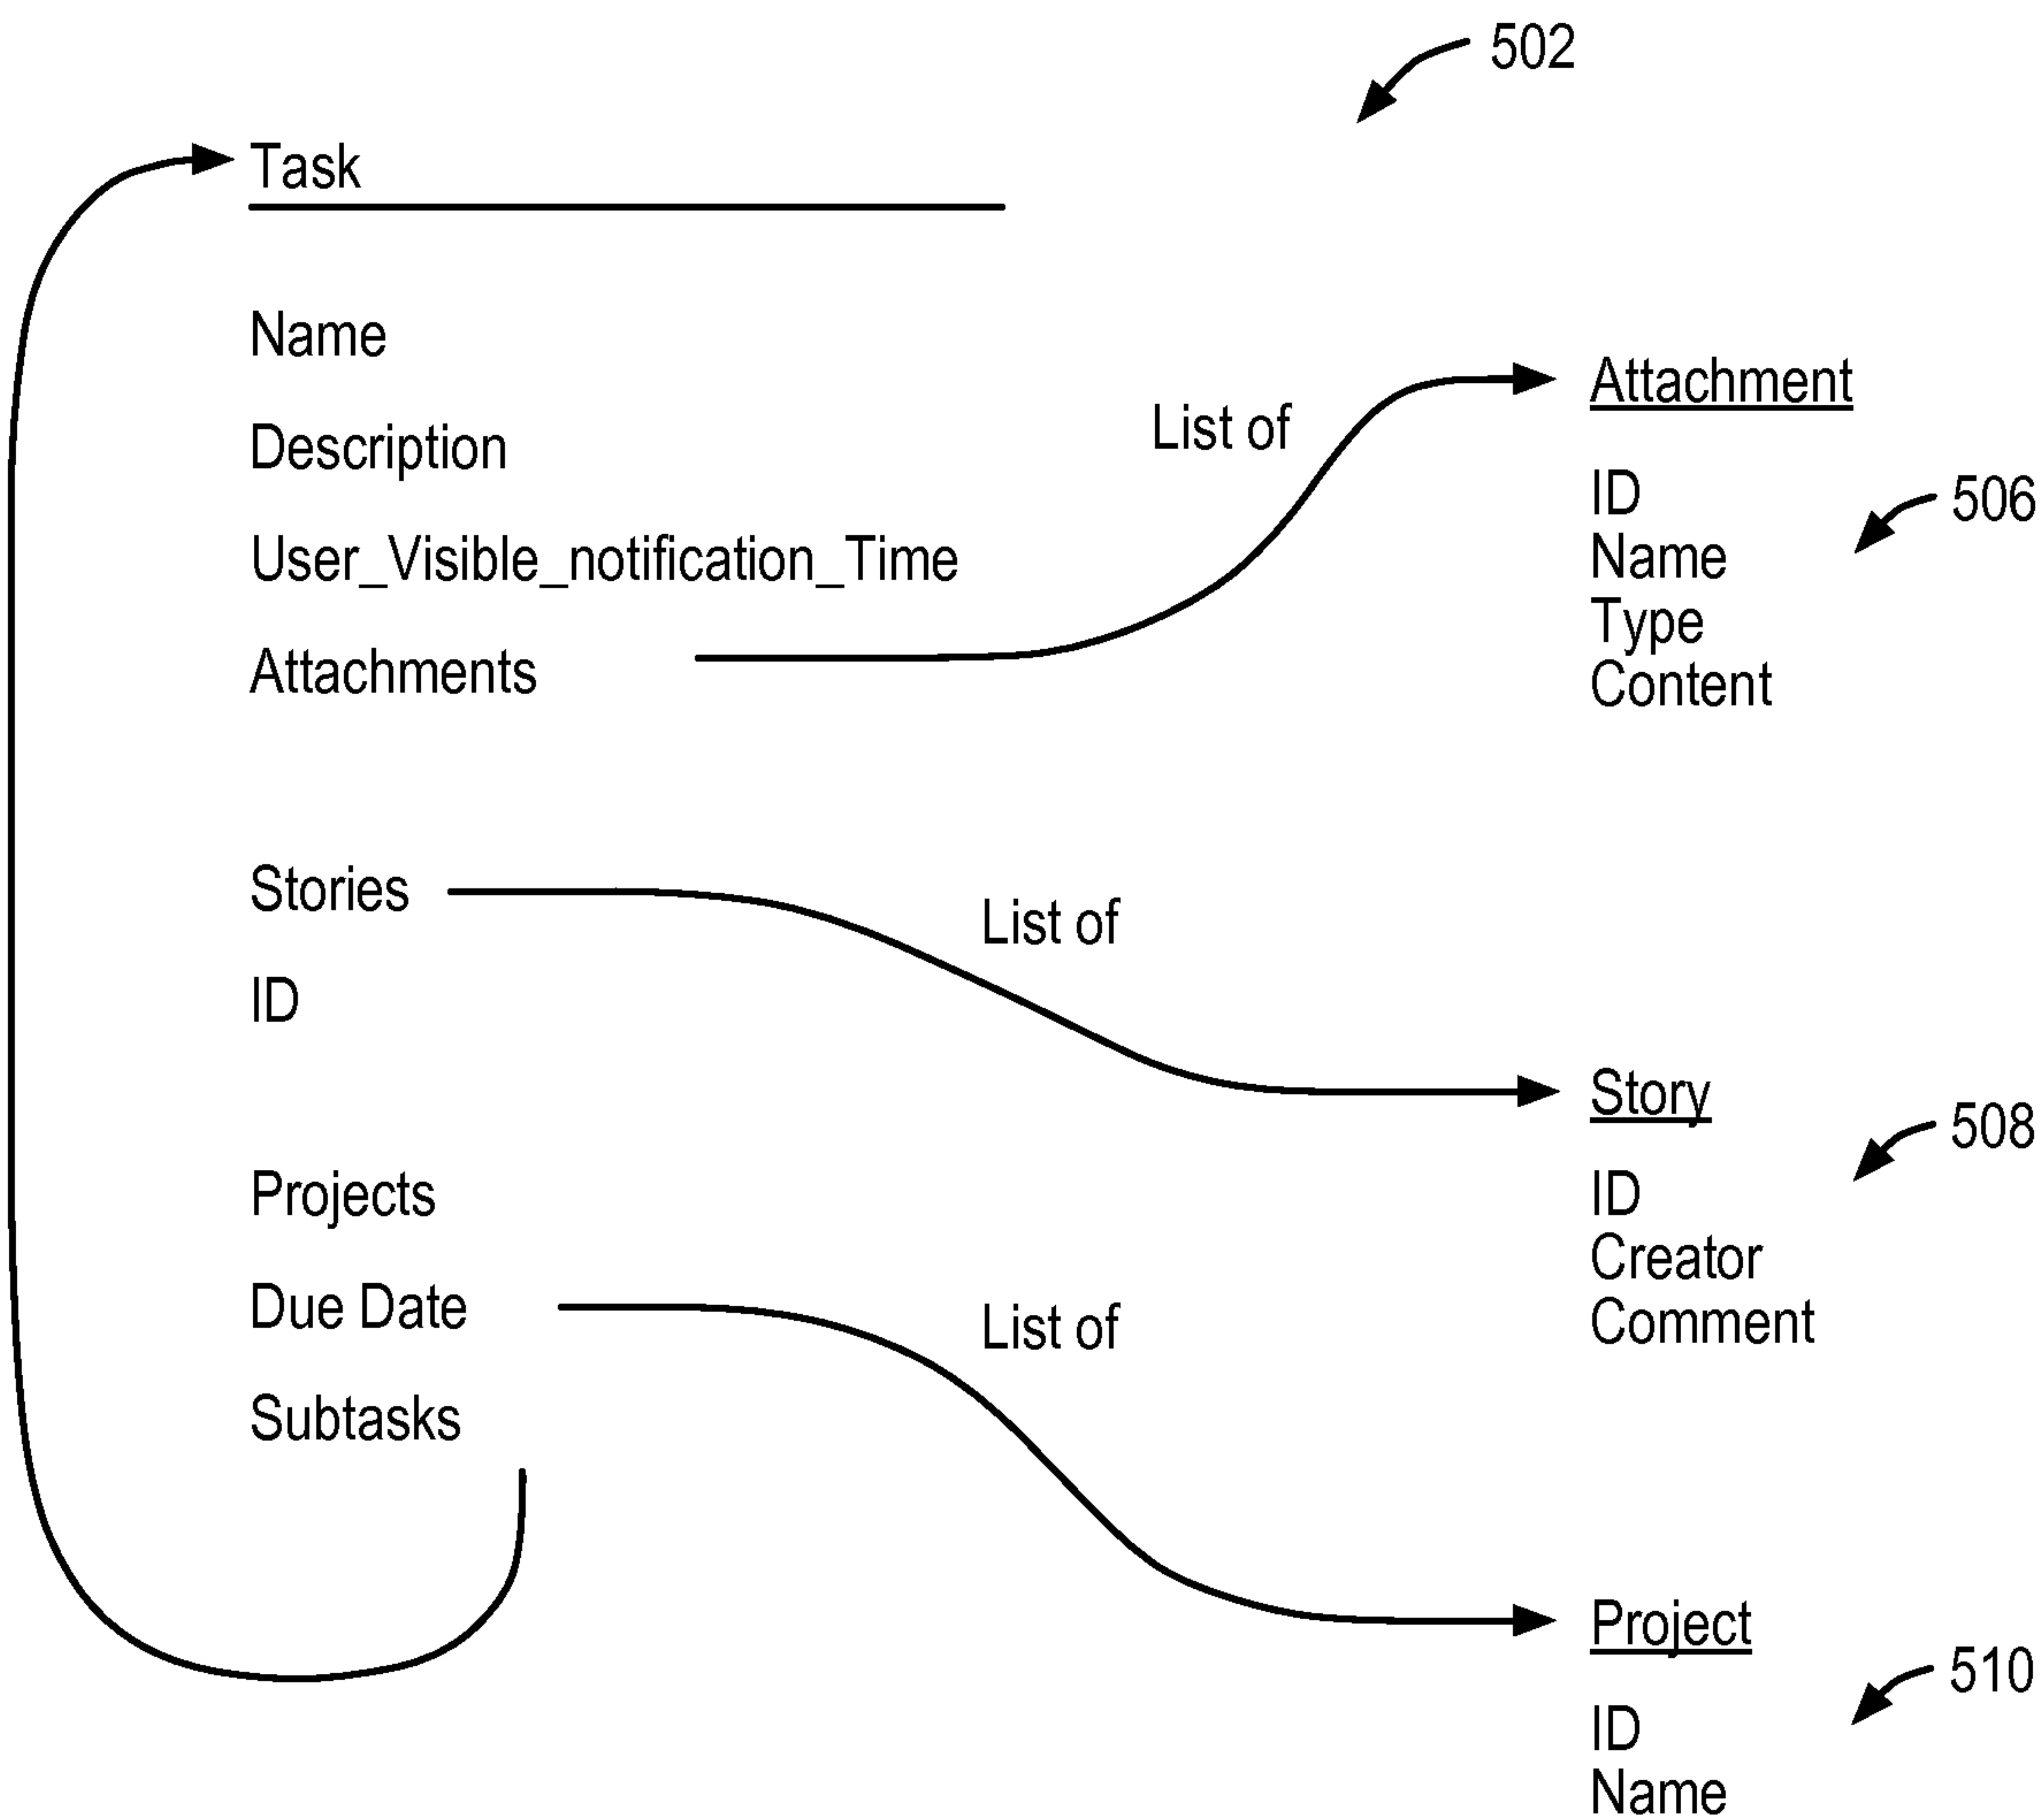 502
Task
Name
Description
User_Visible_notification_Time
Attachments
List of
Attachment
ID
506
Name
Type
Content
Stories
List of
ID
Story
508
ID
Creator
Comment
Projects
Due Date
List of
Subtasks
Project
510
ID
Name